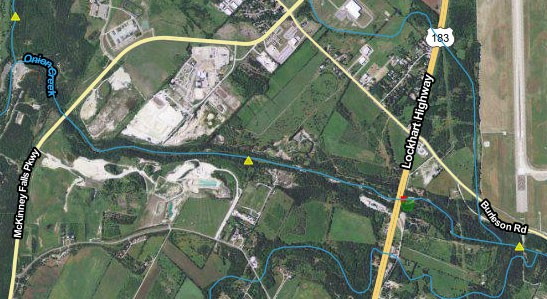 Onion Creek
183
Lockhart Highway
McKinney Falls Pkwy
Burleson Rd